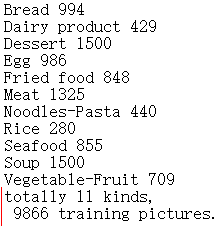 Bread 994
Dairy product 429
Dessert 1500
Egg 986
Fried food 848
Meat 1325
Noodles-Pasta 440
Rice 280
Seafood 855
Soup 1500
Vegetable-Fruit 709
totally 11 kinds,
9866 training pictures.